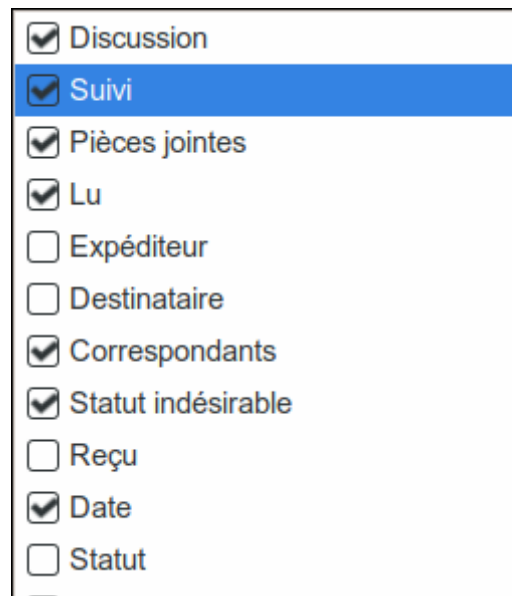 Discussion
Suivi
Pièces jointes
Lu
Expéditeur
Destinataire
Correspondants
Statut indésirable
Reçu
Date
Statut